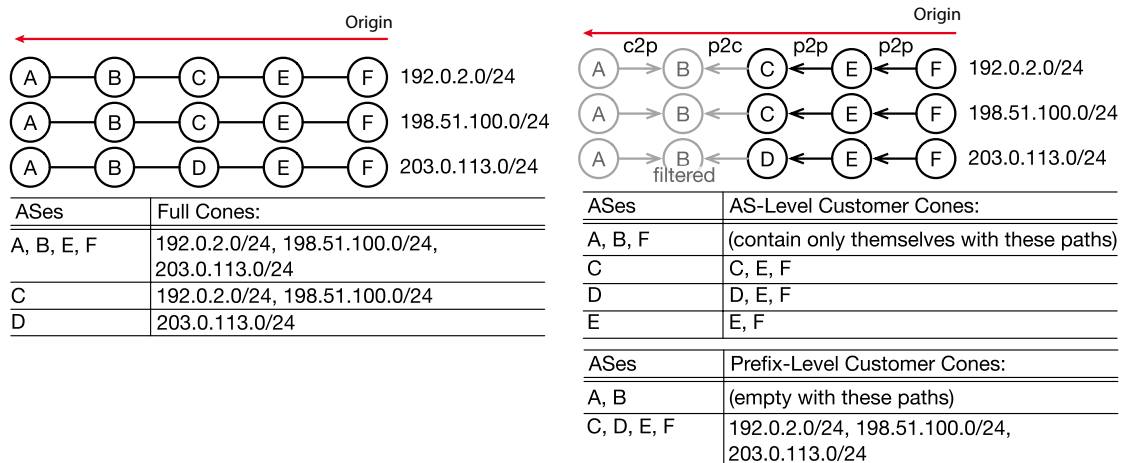 Origin
A B C E F 192.0.2.0/24
A B C E F 198.51.100.0/24
A B D E F 203.0.113.0/24
ASes Full Cones:
A, B, E, F 192.0.2.0/24, 198.51.100.0/24,
203.0.113.0/24
C 192.0.2.0/24, 198.51.100.0/24
D 203.0.113.0/24
Origin
c2p p2c p2p p2p
A B C E F 192.0.2.0/24
A B C E F 198.51.100.0/24
A B D E F 203.0.113.0/24
filtered
ASes AS-Level Customer Cones:
A, B, F (contain only themselves with these paths)
C C, E, F
D D, E, F
E E, F
ASes Prefix-Level Customer Cones:
A, B (empty with these paths)
C, D, E, F 192.0.2.0/24, 198.51.100.0/24,
203.0.113.0/24